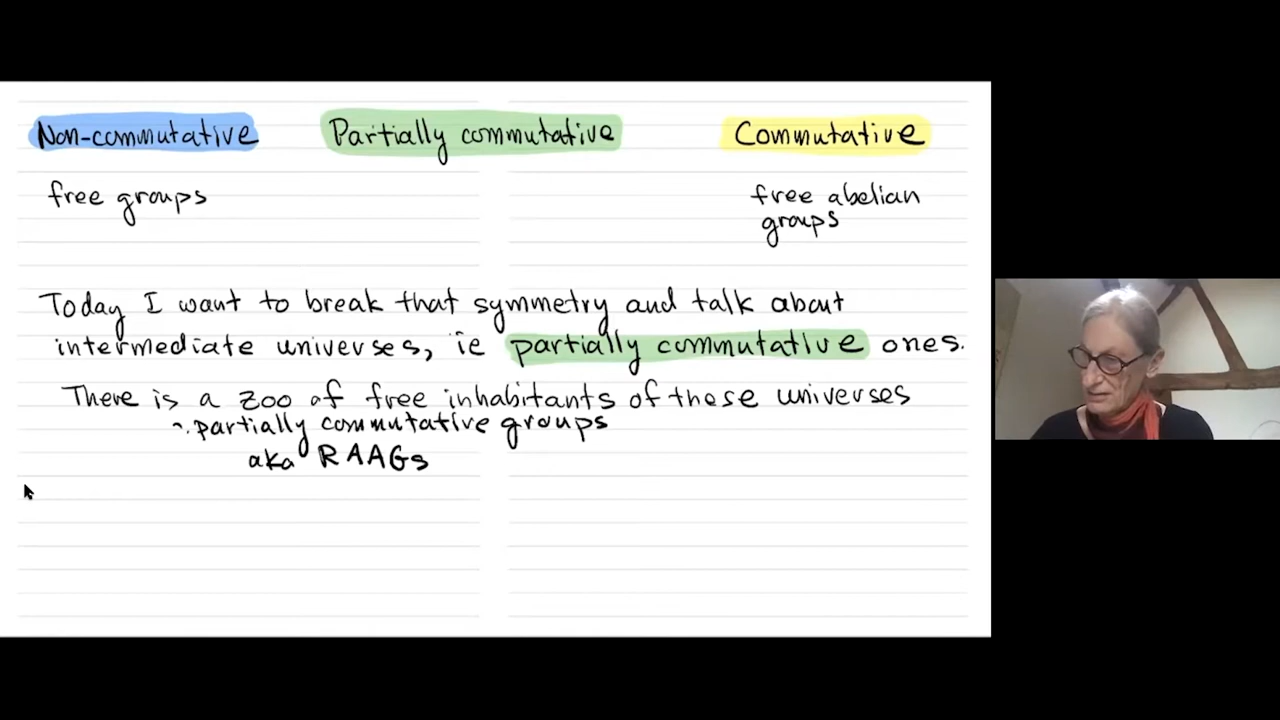 Non-commutative Partially commutative Commutative
free groups free abelian
groups
Today I want to break that symmetry and talk about
intermediate universes, ie partially commutative ones.
There is a zoo of free inhabitants of these universes
partially commutative groups
aka RAAGs